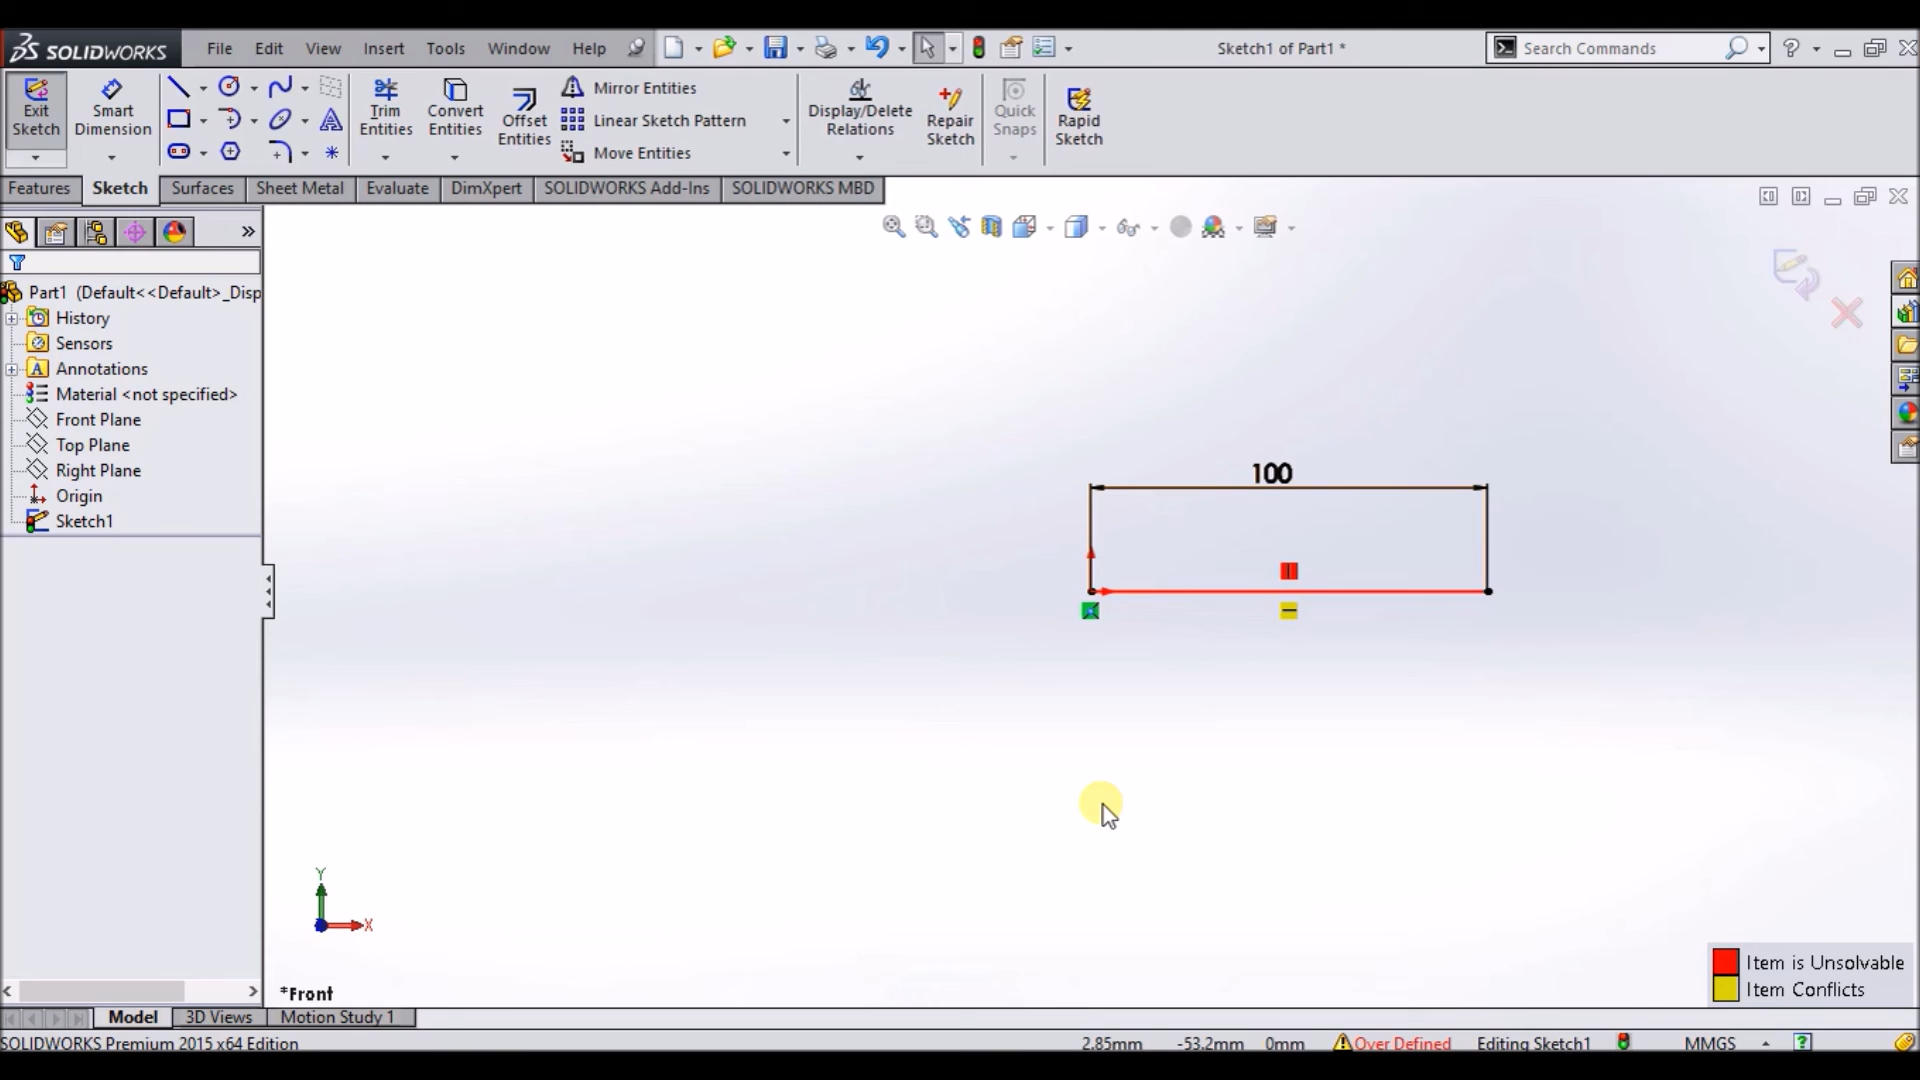 SOLIDWORKS File Edit View Insert Tools Window Help Sketch1 of Part1 * Search Commands
Exit Sketch
Smart Dimension
Trim Entities
Convert Entities
Offset Entities
Mirror Entities
Linear Sketch Pattern
Move Entities
Display/Delete Relations
Repair Sketch
Quick Snaps
Rapid Sketch
Features Sketch Surfaces Sheet Metal Evaluate DimXpert SOLIDWORKS Add-Ins SOLIDWORKS MBD
Part1 (Default<<Default>_Disp
History
Sensors
Annotations
Material <not specified>
Front Plane
Top Plane
Right Plane
Origin
Sketch1
100
Y
X
*Front
Item is Unsolvable
Item Conflicts
Model 3D Views Motion Study 1
SOLIDWORKS Premium 2015 x64 Edition 2.85mm -53.2mm 0mm Over Defined Editing Sketch1 MMGS